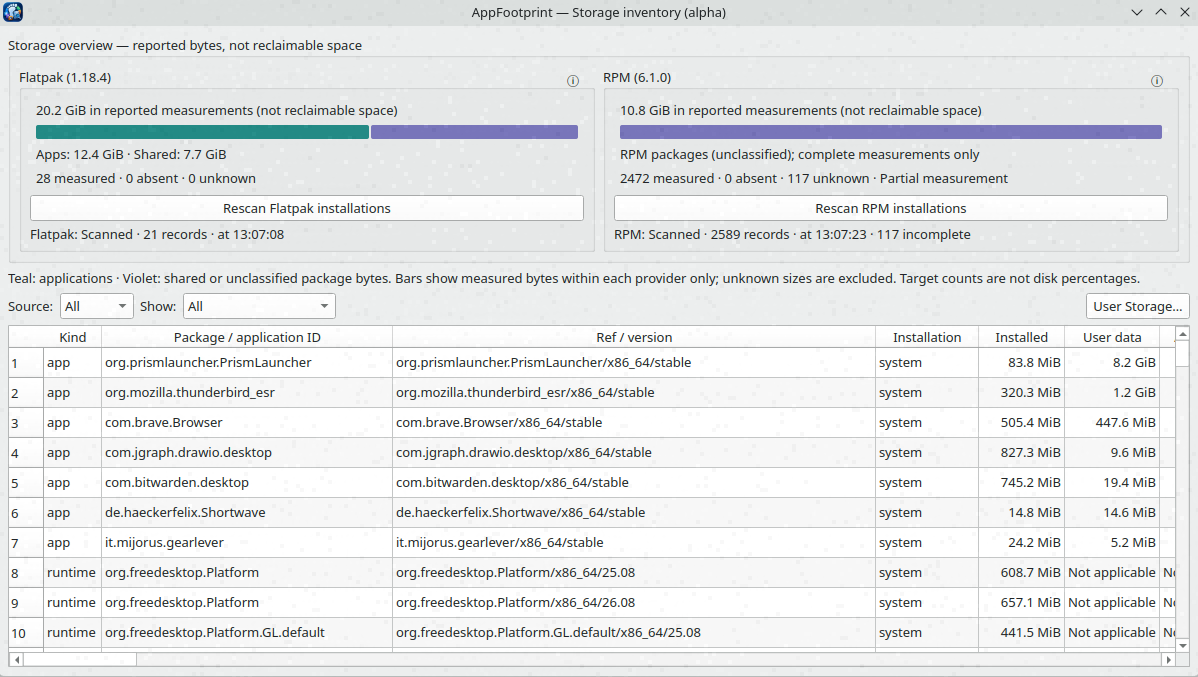 AppFootprint — Storage inventory (alpha)
Storage overview — reported bytes, not reclaimable space
Flatpak (1.18.4)
20.2 GiB in reported measurements (not reclaimable space)
Apps: 12.4 GiB · Shared: 7.7 GiB
28 measured · 0 absent · 0 unknown
Rescan Flatpak installations
Flatpak: Scanned · 21 records · at 13:07:08
RPM (6.1.0)
10.8 GiB in reported measurements (not reclaimable space)
RPM packages (unclassified); complete measurements only
2472 measured · 0 absent · 117 unknown · Partial measurement
Rescan RPM installations
RPM: Scanned · 2589 records · at 13:07:23 · 117 incomplete
Teal: applications · Violet: shared or unclassified package bytes. Bars show measured bytes within each provider only; unknown sizes are excluded. Target counts are not disk percentages.
Source: All Show: All User Storage...
Kind Package / application ID Ref / version Installation Installed User data
1 app org.prismlauncher.PrismLauncher org.prismlauncher.PrismLauncher/x86_64/stable system 83.8 MiB 8.2 GiB
2 app org.mozilla.thunderbird_esr org.mozilla.thunderbird_esr/x86_64/stable system 320.3 MiB 1.2 GiB
3 app com.brave.Browser com.brave.Browser/x86_64/stable system 505.4 MiB 447.6 MiB
4 app com.jgraph.drawio.desktop com.jgraph.drawio.desktop/x86_64/stable system 827.3 MiB 9.6 MiB
5 app com.bitwarden.desktop com.bitwarden.desktop/x86_64/stable system 745.2 MiB 19.4 MiB
6 app de.haeckerfelix.Shortwave de.haeckerfelix.Shortwave/x86_64/stable system 14.8 MiB 14.6 MiB
7 app it.mijorus.gearlever it.mijorus.gearlever/x86_64/stable system 24.2 MiB 5.2 MiB
8 runtime org.freedesktop.Platform org.freedesktop.Platform/x86_64/25.08 system 608.7 MiB Not applicable
9 runtime org.freedesktop.Platform org.freedesktop.Platform/x86_64/26.08 system 657.1 MiB Not applicable
10 runtime org.freedesktop.Platform.GL.default org.freedesktop.Platform.GL.default/x86_64/25.08 system 441.5 MiB Not applicable